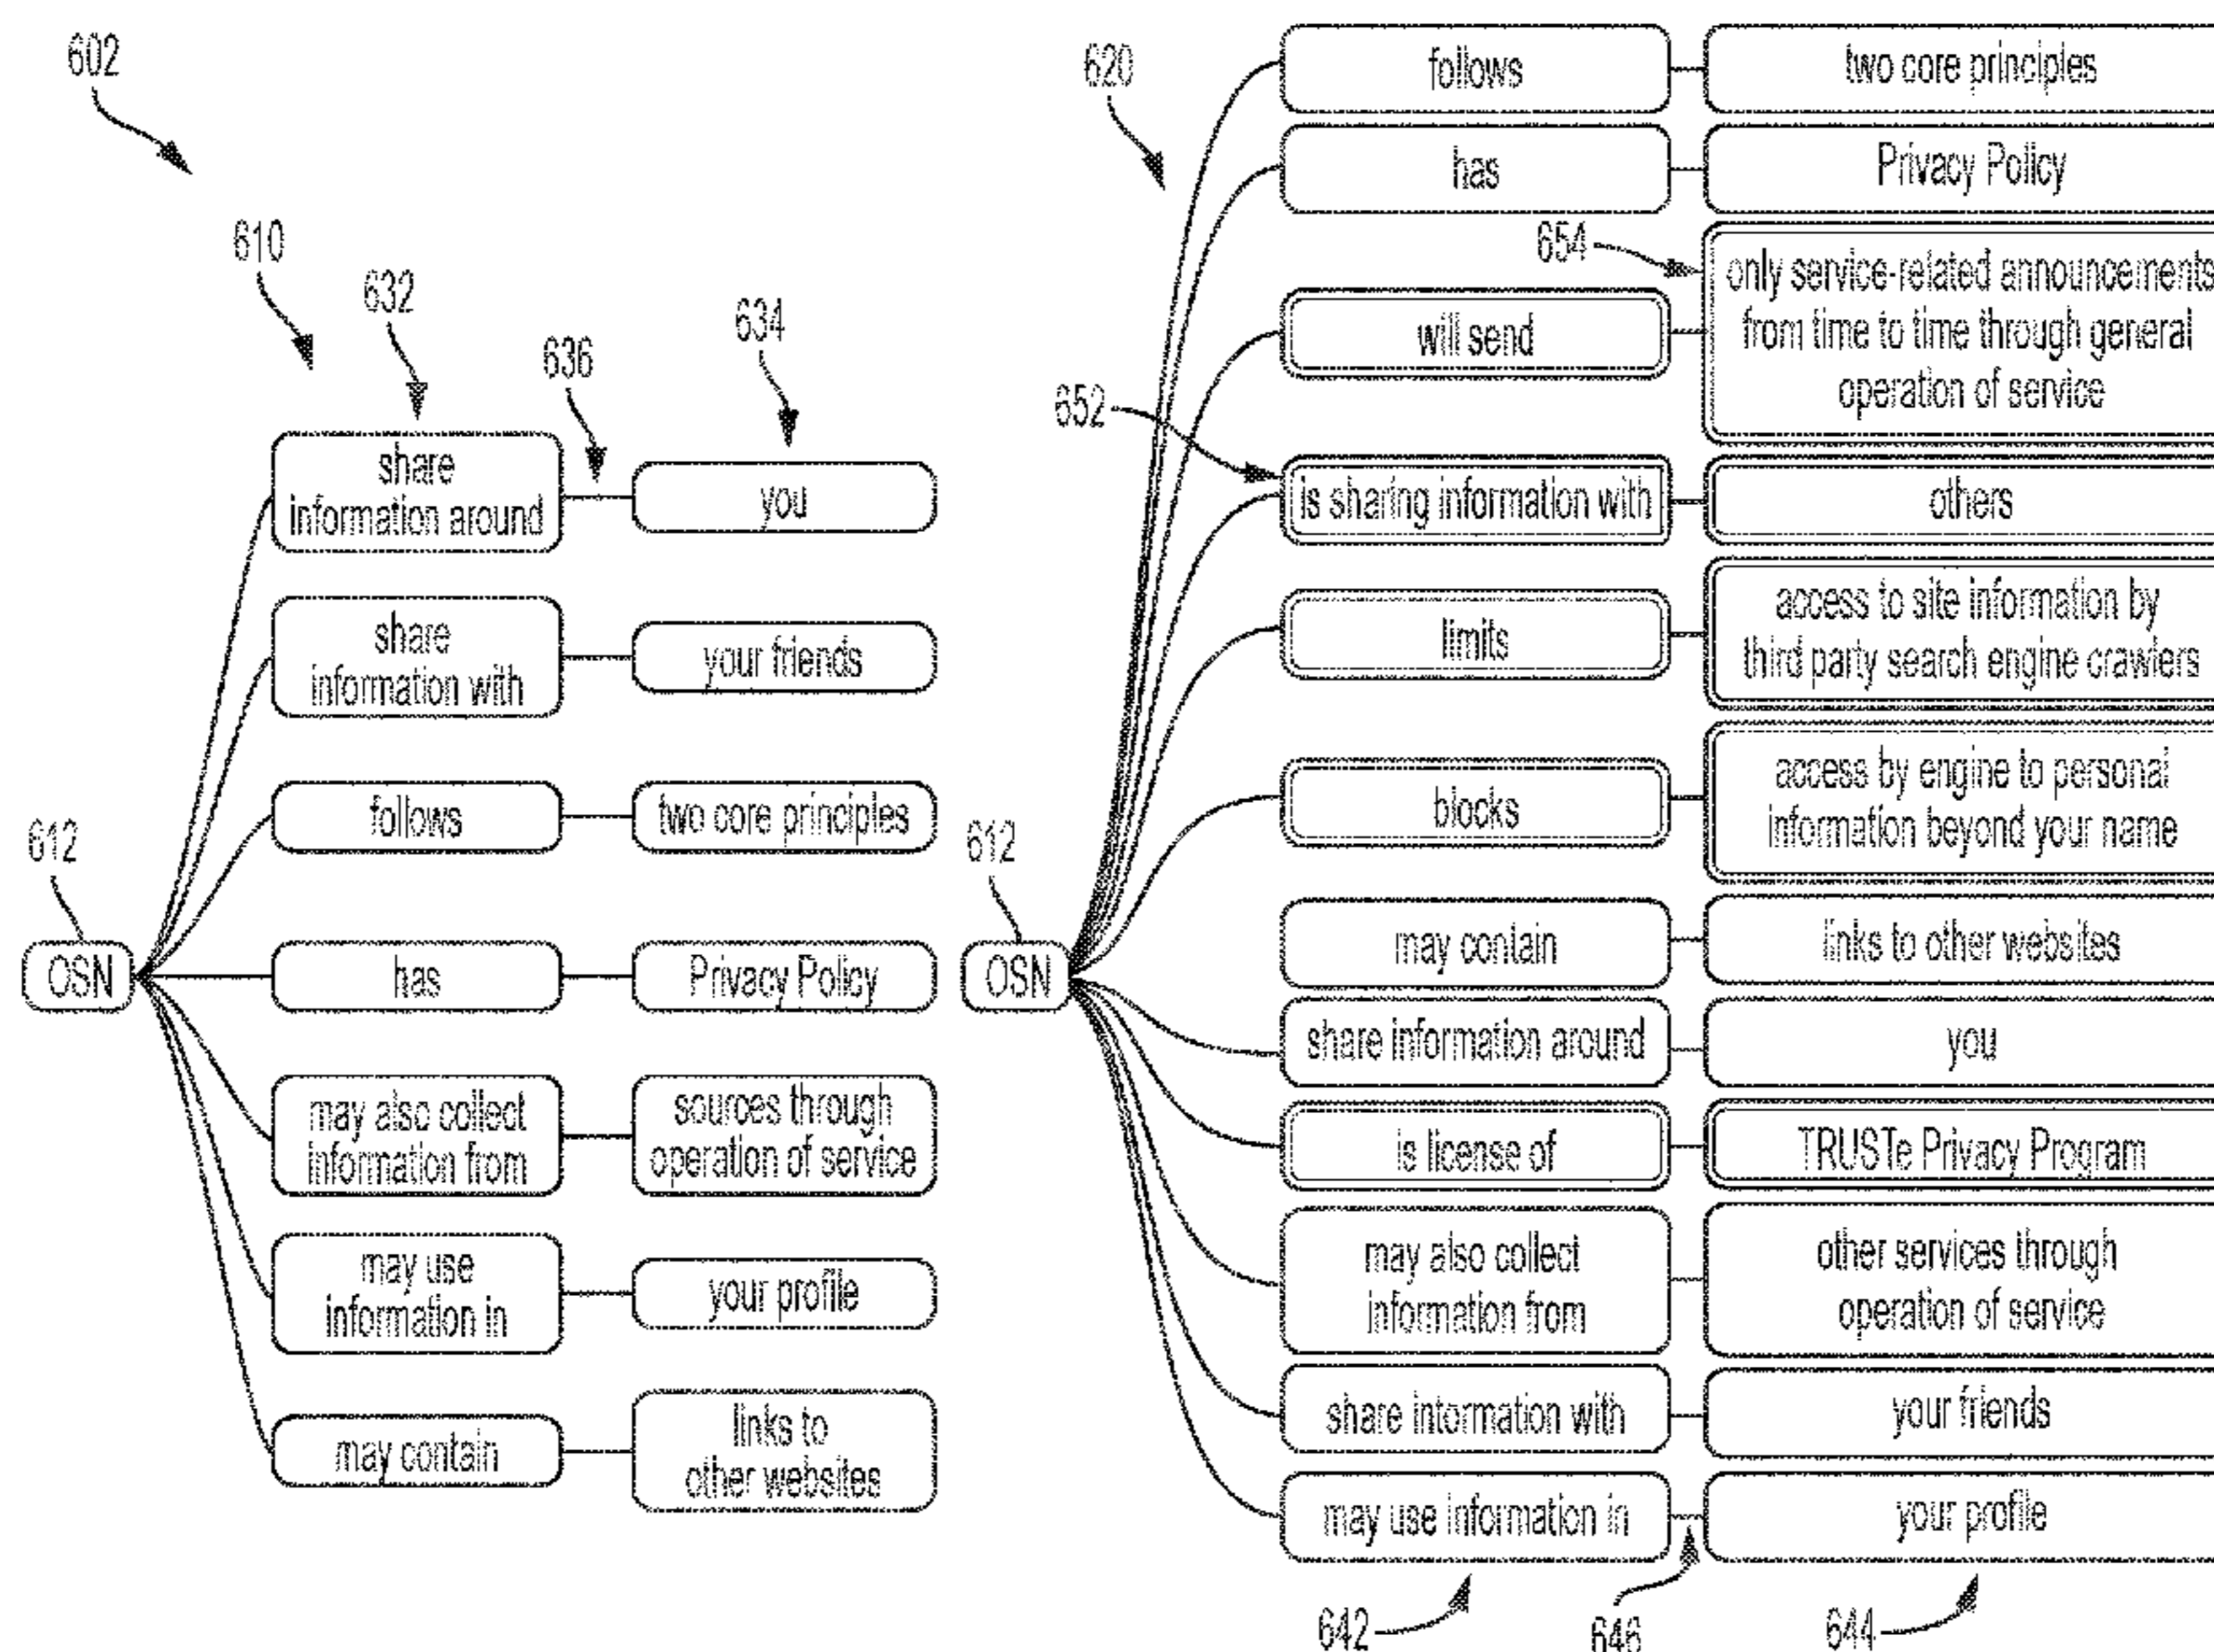 602
610
632
636
634
share
information around
you
share
information with
your friends
follows
two core principles
612
OSN
has
Privacy Policy
may also collect
information from
sources through
operation of service
may use
information in
your profile
may contain
links to
other websites
620
follows
two core principles
has
Privacy Policy
654
will send
only service-related announcements
from time to time through general
operation of service
652
is sharing information with
others
limits
access to site information by
third party search engine crawlers
blocks
access by engine to personal
information beyond your name
612
OSN
may contain
links to other websites
share information around
you
is license of
TRUSTe Privacy Program
may also collect
information from
other services through
operation of service
share intormation with
your friends
may use information in
your profile
642
646
644